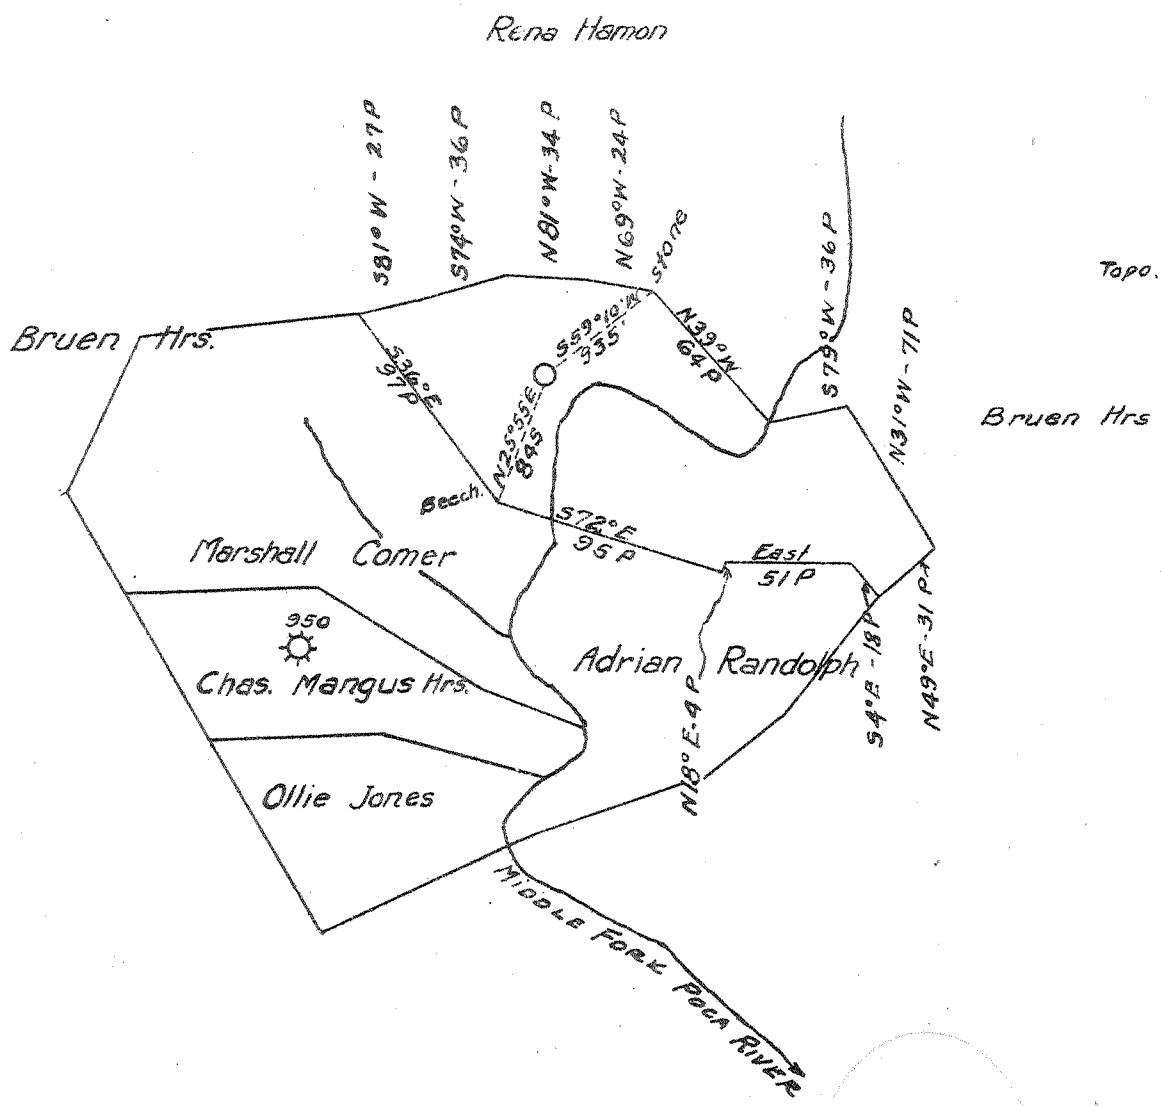 Rena Hamon
S81°W - 27P
S74°W - 36P
N81°W - 34P
N69°W - 24P
Stone
S79°W - 36P
Topo.
Bruen Hrs.
S59°10'W
935'
N39°W
64P
N31°W - 71P
S36°E
97P
Bruen Hrs
N25°55E
845
Beech.
S72°E
95P
East
51P
Marshall Comer
N49°E - 31P
950
Adrian Randolph
S4°E - 18P
Chas. Mangus Hrs.
N18°E - 4P
Ollie Jones
MIDDLE FORK POCA RIVER